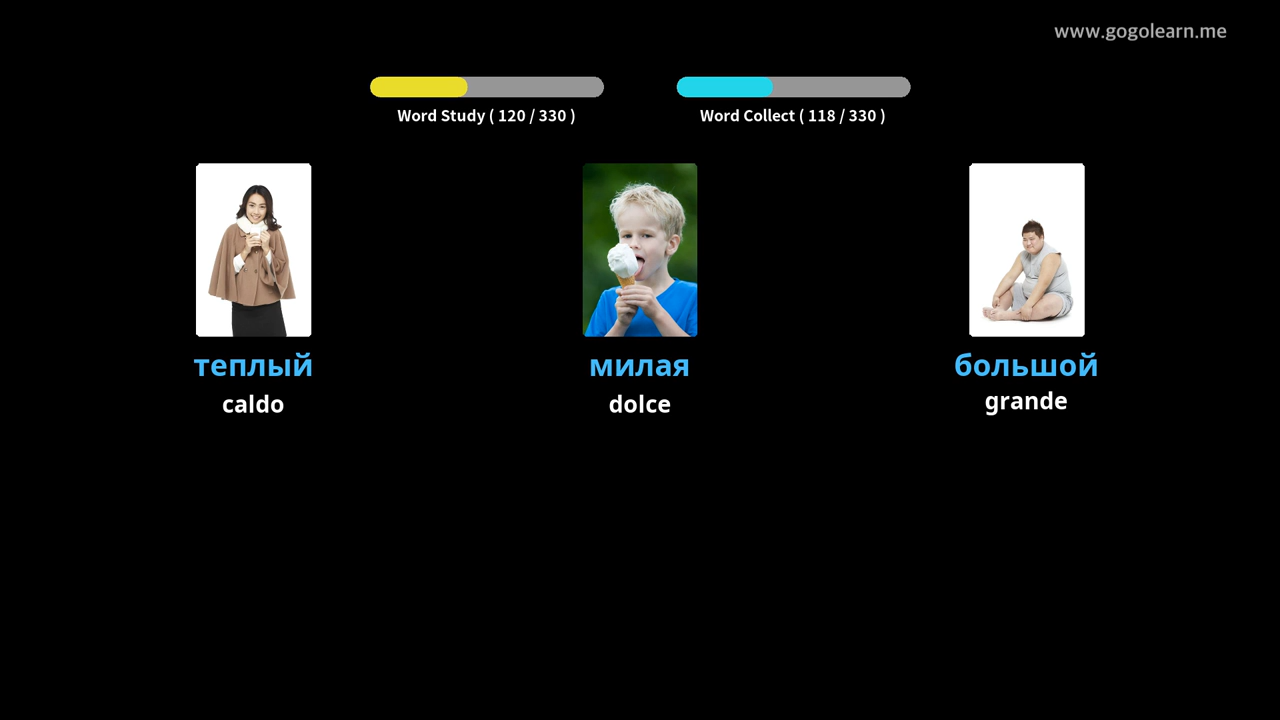 www.gogolearn.me
Word Study ( 120 / 330 )
Word Collect ( 118 / 330 )
теплый
милая
большой
caldo
dolce
grande